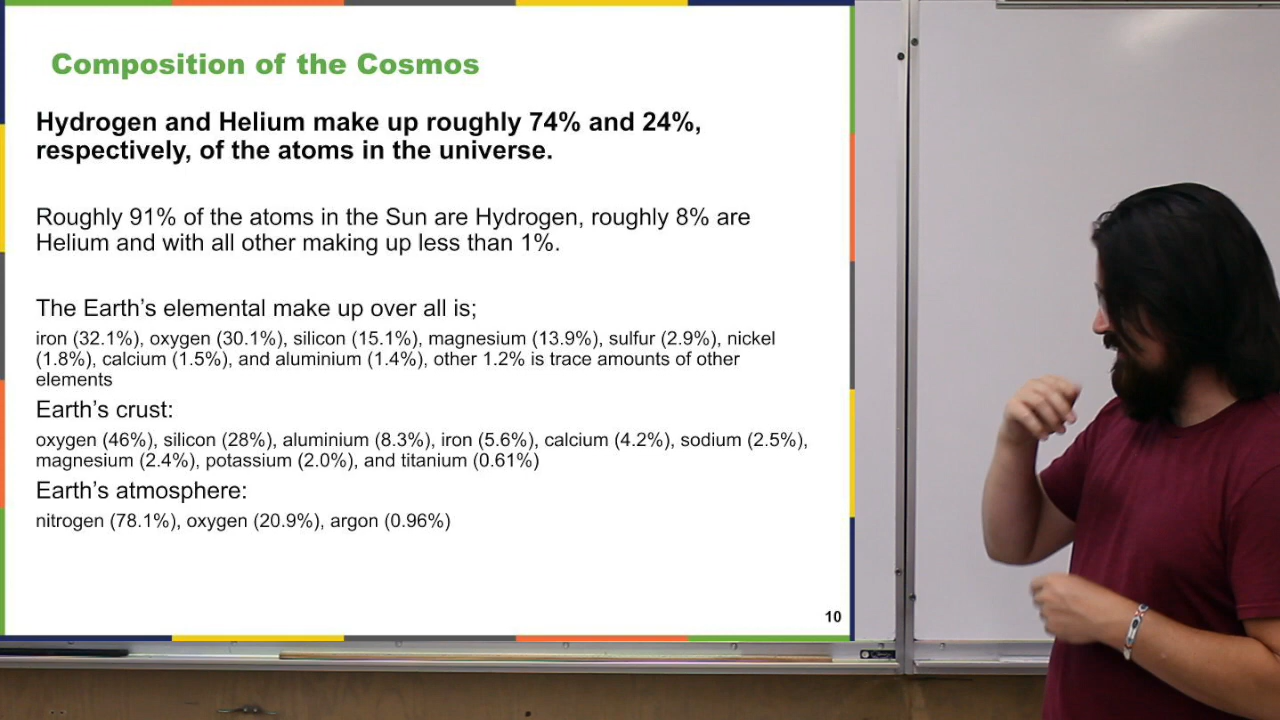 Composition of the Cosmos
Hydrogen and Helium make up roughly 74% and 24%,
respectively, of the atoms in the universe.
Roughly 91% of the atoms in the Sun are Hydrogen, roughly 8% are
Helium and with all other making up less than 1%.
The Earth’s elemental make up over all is;
iron (32.1%), oxygen (30.1%), silicon (15.1%), magnesium (13.9%), sulfur (2.9%), nickel
(1.8%), calcium (1.5%), and aluminium (1.4%), other 1.2% is trace amounts of other
elements
Earth’s crust:
oxygen (46%), silicon (28%), aluminium (8.3%), iron (5.6%), calcium (4.2%), sodium (2.5%),
magnesium (2.4%), potassium (2.0%), and titanium (0.61%)
Earth’s atmosphere:
nitrogen (78.1%), oxygen (20.9%), argon (0.96%)
10